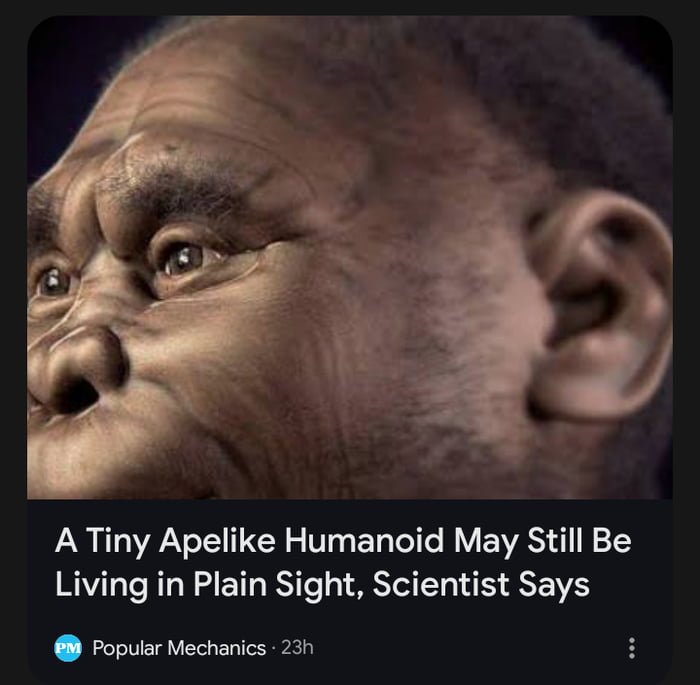 A Tiny Apelike Humanoid May Still Be
Living in Plain Sight, Scientist Says
PM Popular Mechanics · 23h